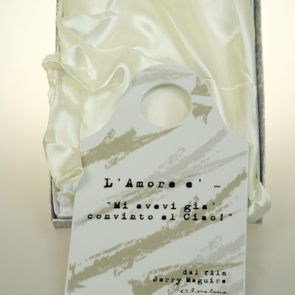 L'Amore e' ...
"Mi avevi gia'
convinto al Ciao!"
dal film
Jerry Maguire